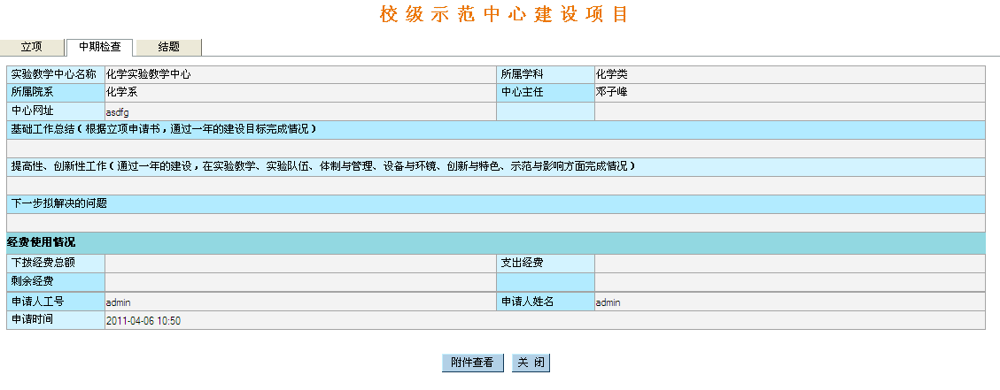 校级示范中心建设项目
立项 中期检查 结题
实验教学中心名称 化学实验教学中心 所属学科 化学类
所属院系 化学系 中心主任 邓子峰
中心网址 asdfg
基础工作总结(根据立项申请书,通过一年的建设目标完成情况)
提高性、创新性工作(通过一年的建设,在实验教学、实验队伍、体制与管理、设备与环镜、创新与特色、示范与影响方面完成情况)
下一步拟解决的问题
经费使用情况
下拨经费总额 支出经费
剩余经费
申请人工号 admin 申请人姓名 admin
申请时间 2011-04-06 10:50
附件查看 关 闭